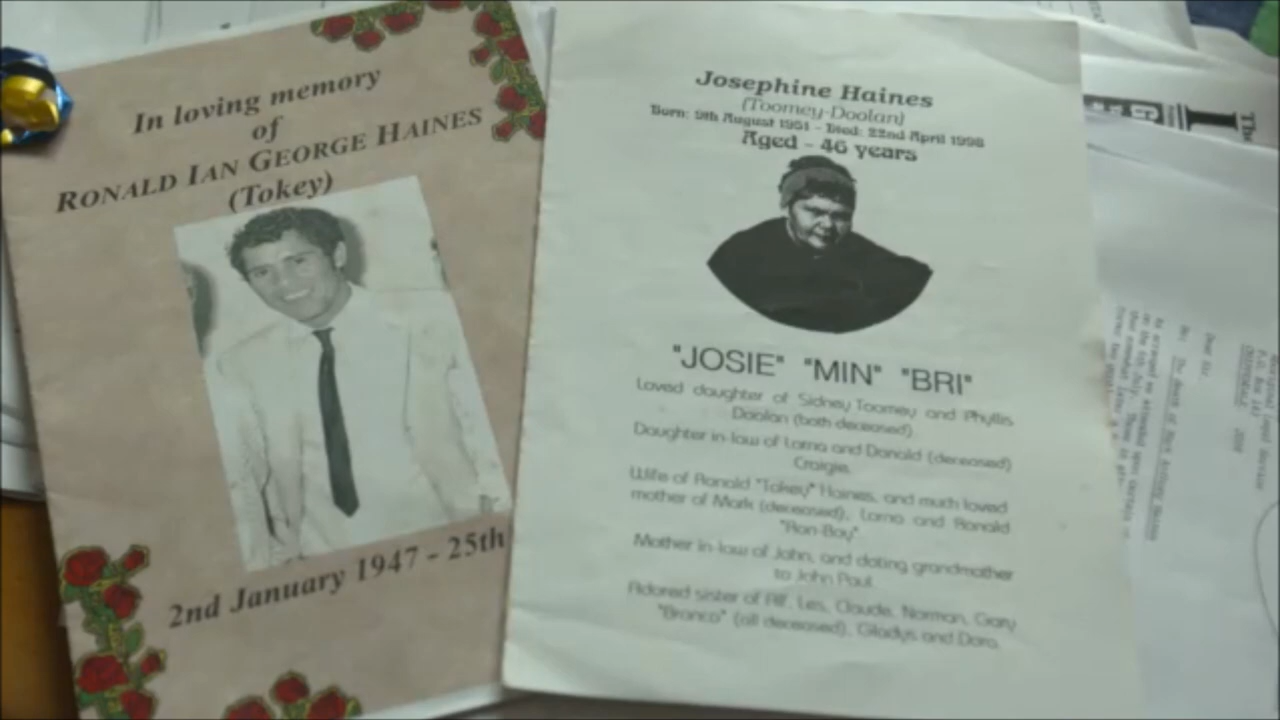 In loving memory
of
RONALD IAN GEORGE HAINES
(Tokey)
2nd January 1947 - 25th
Josephine Haines
(Toomey-Doolan)
Born: 9th August 1951 - Died: 22nd April 1998
Aged - 46 years
"JOSIE" "MIN" "BRI"
Loved daughter of Sidney Toomey and Phyllis
Doolan (both deceased).
Daughter in-law of Lorna and Donald (deceased)
Craigie.
Wife of Ronald "Tokey" Haines, and much loved
mother of Mark (deceased), Lorna and Ronald
"Ron-Boy".
Mother in-law of John, and doting grandmother
to John Paul.
Adored sister of Alf, Les, Claude, Norman, Gary
"Bronco" (all deceased), Gladys and Dora.
The
Dear Sir,